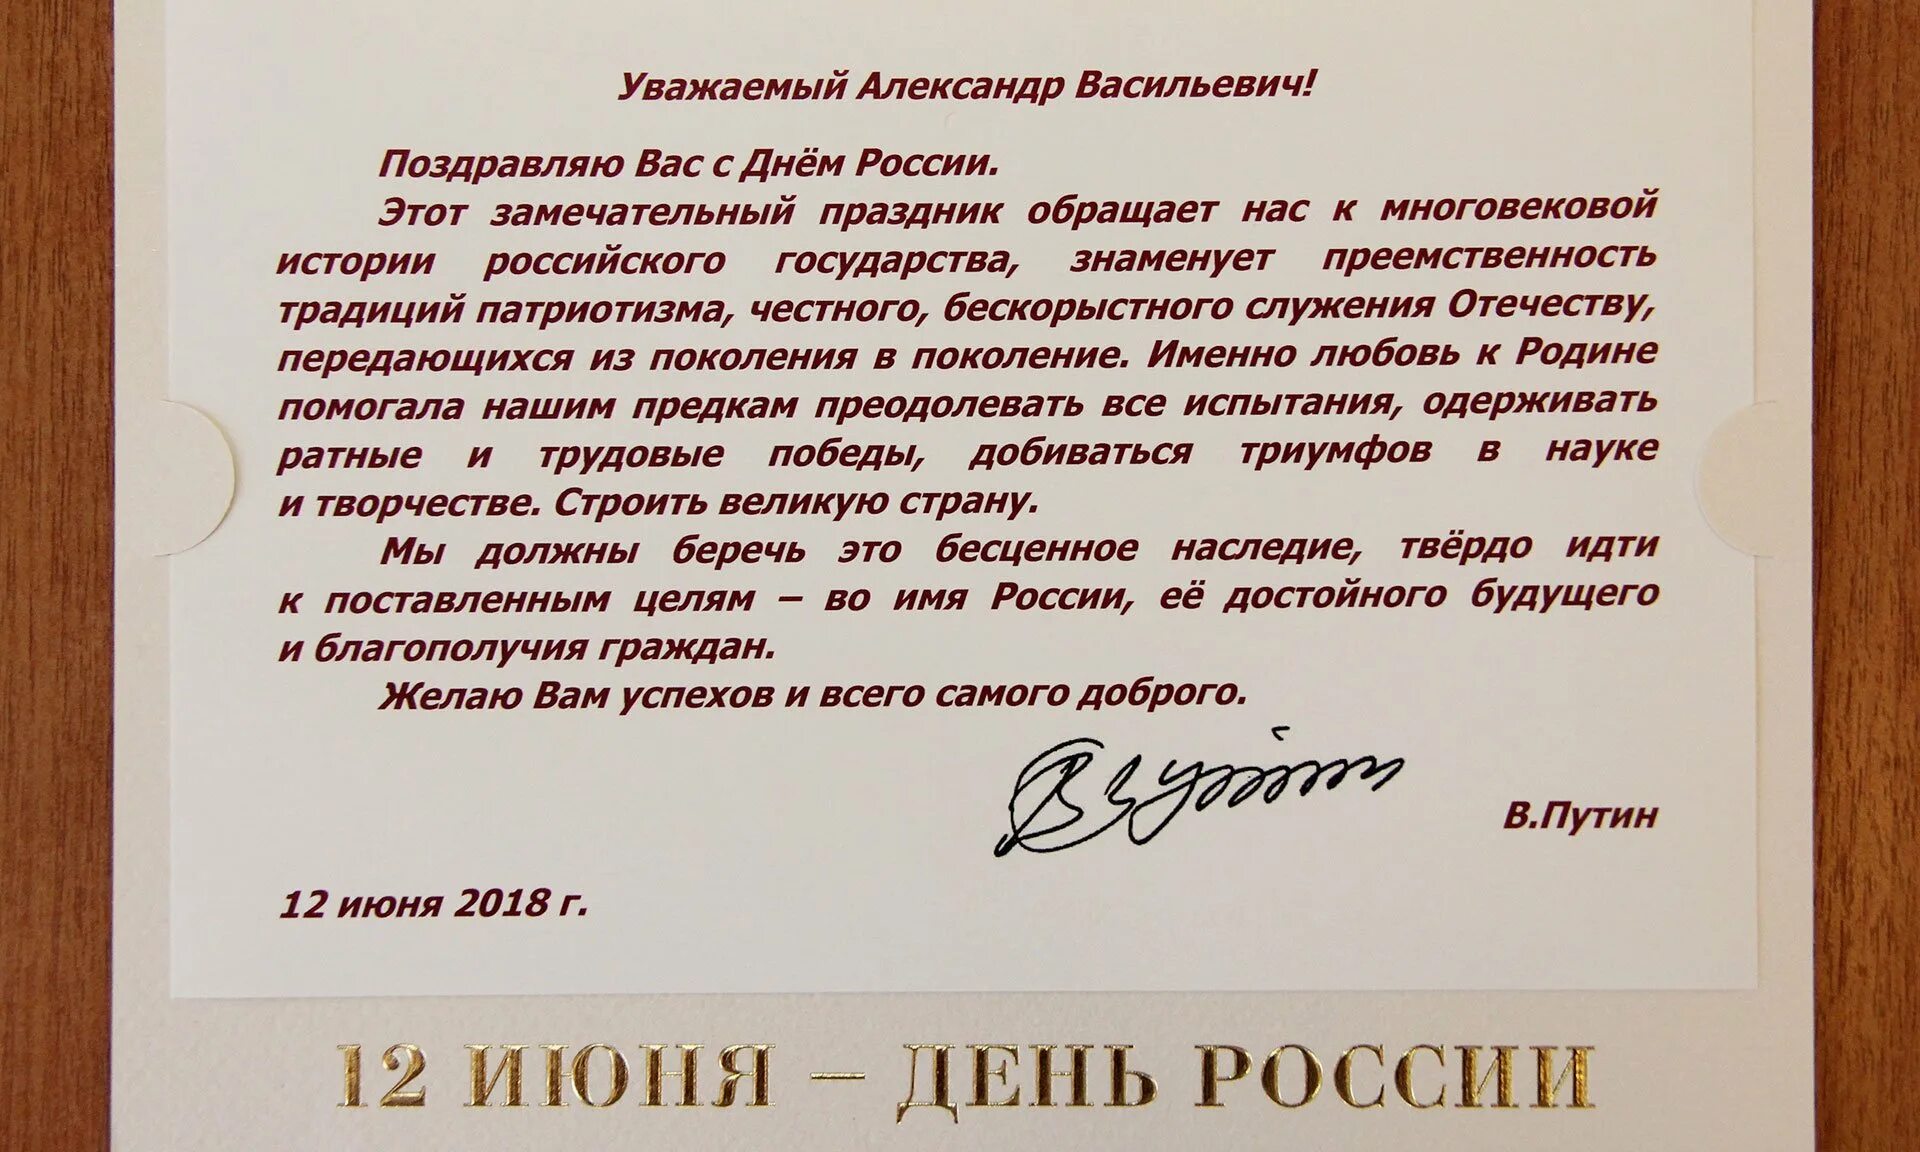 Уважаемый Александр Васильевич!
Поздравляю Вас с Днём России.
Этот замечательный праздник обращает нас к многовековой
истории российского государства, знаменует преемственность
традиций патриотизма, честного, бескорыстного служения Отечеству,
передающихся из поколения в поколение. Именно любовь к Родине
помогала нашим предкам преодолевать все испытания, одерживать
ратные и трудовые победы, добиваться триумфов в науке
и творчестве. Строить великую страну.
Мы должны беречь это бесценное наследие, твёрдо идти
к поставленным целям – во имя России, её достойного будущего
и благополучия граждан.
Желаю Вам успехов и всего самого доброго.
В.Путин
12 июня 2018 г.
12 ИЮНЯ – ДЕНЬ РОССИИ